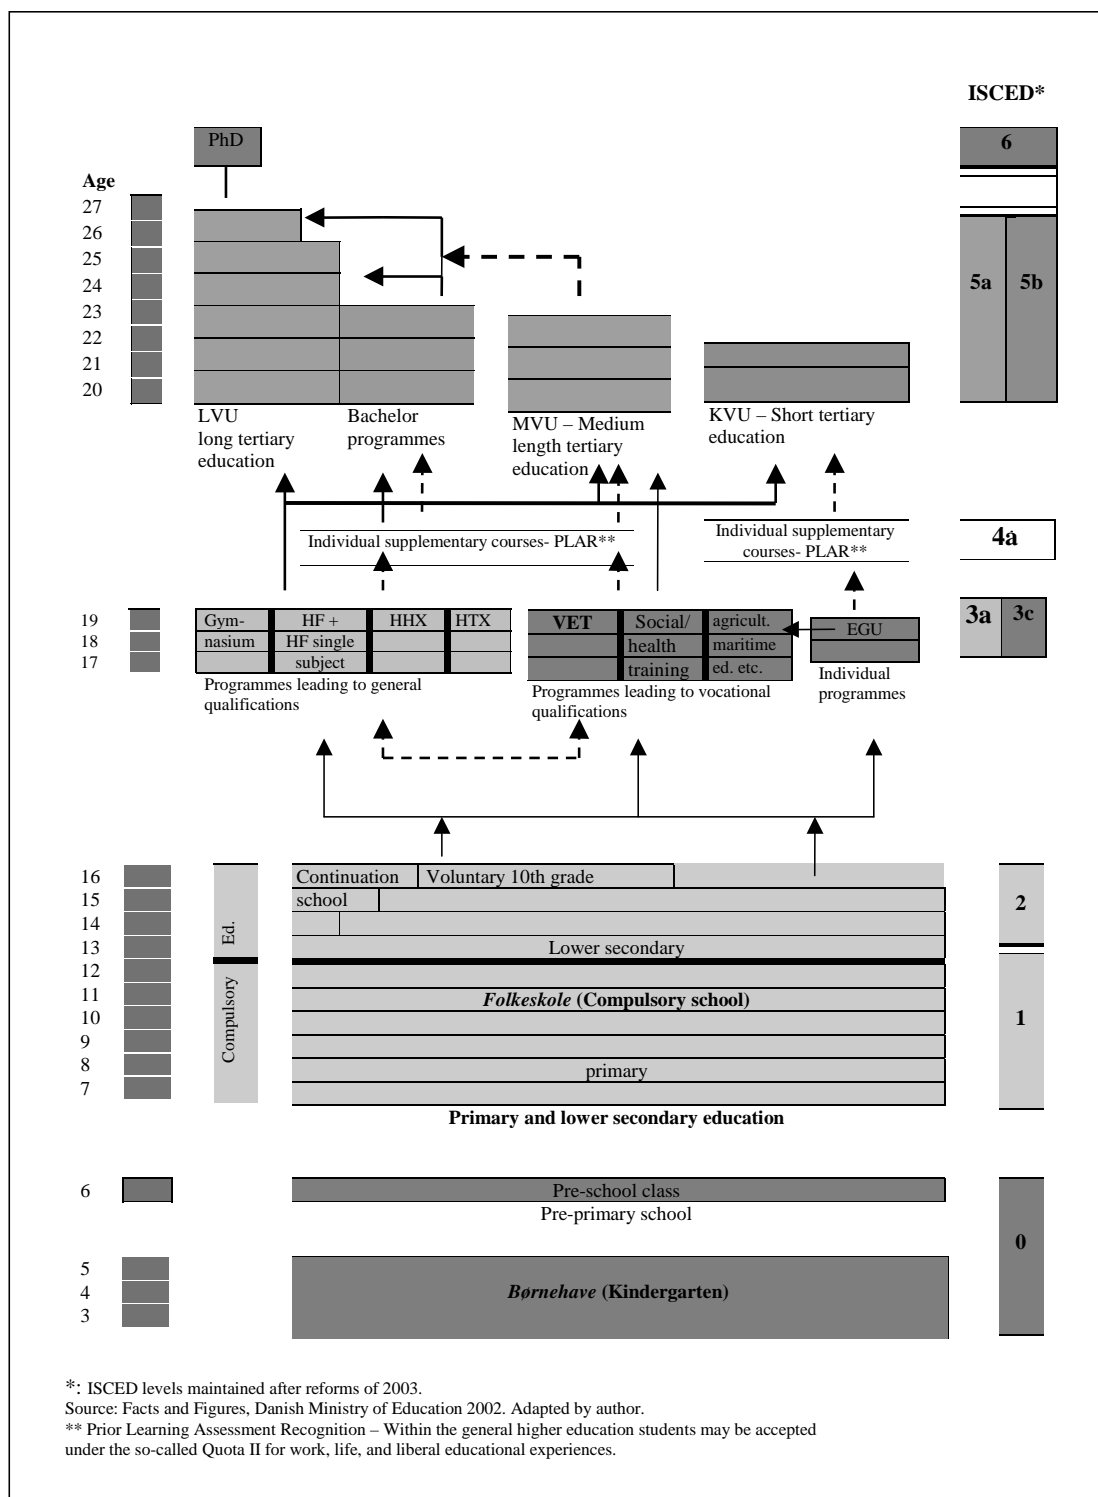 ISCED*
PhD
6
Age
27
26
25
24
5a
5b
23
22
21
20
LVU
long tertiary
education
Bachelor
programmes
MVU – Medium
length tertiary
education
KVU – Short tertiary
education
Individual supplementary courses- PLAR**
Individual supplementary
courses- PLAR**
4a
19
18
17
Gym-
nasium
HF +
HF single
subject
HHX
HTX
VET
Social/
health
training
agricult.
maritime
ed. etc.
EGU
3a
3c
Programmes leading to general
qualifications
Programmes leading to vocational
qualifications
Individual
programmes
16
15
14
13
12
11
10
9
8
7
Compulsory Ed.
Continuation
school
Voluntary 10th grade
Lower secondary
Folkeskole (Compulsory school)
primary
2
1
Primary and lower secondary education
6
Pre-school class
Pre-primary school
0
5
4
3
Børnehave (Kindergarten)
*: ISCED levels maintained after reforms of 2003.
Source: Facts and Figures, Danish Ministry of Education 2002. Adapted by author.
** Prior Learning Assessment Recognition – Within the general higher education students may be accepted
under the so-called Quota II for work, life, and liberal educational experiences.